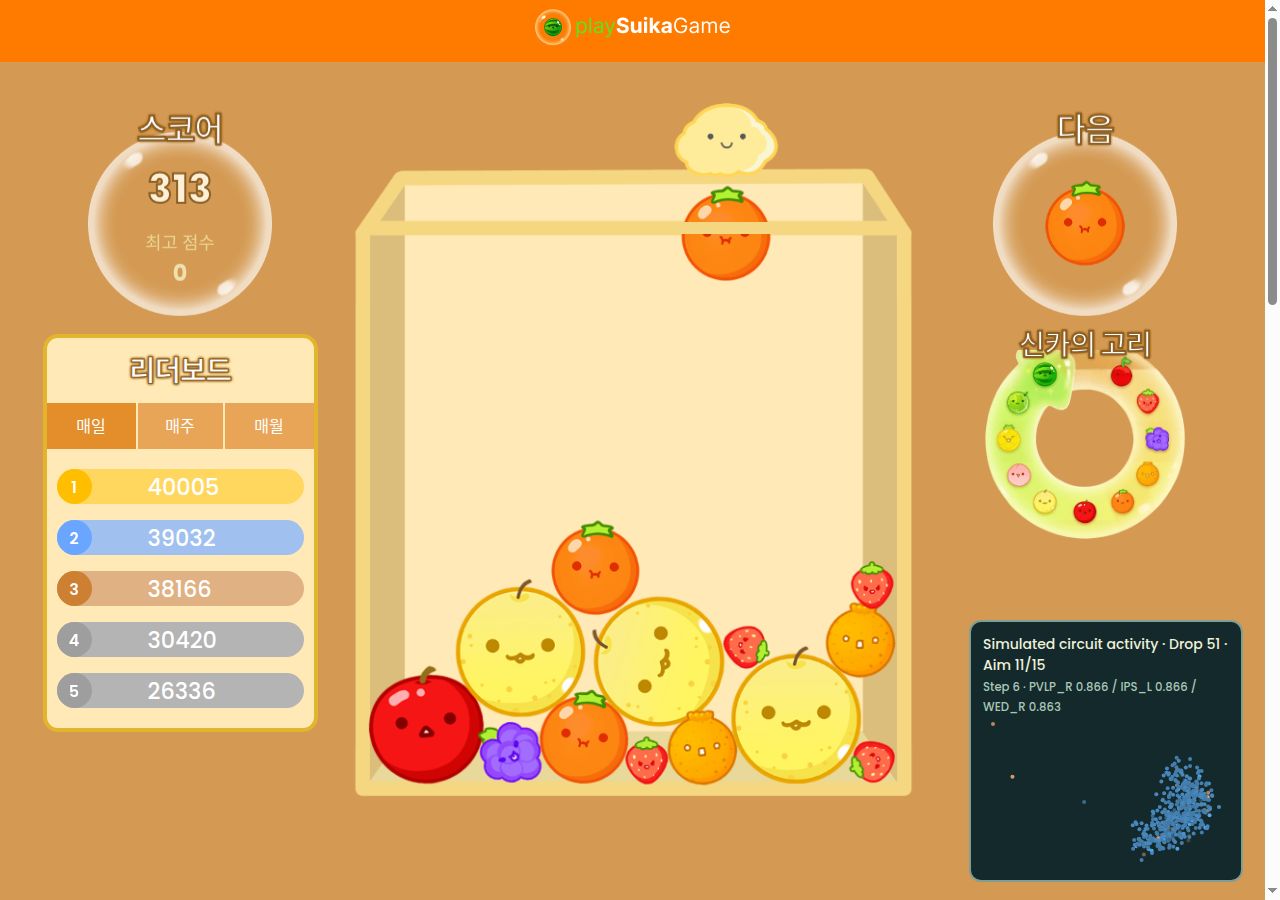 playSuikaGame
스코어
313
최고 점수
0
다음
신카의 고리
리더보드
매일 매주 매월
1 40005
2 39032
3 38166
4 30420
5 26336
Simulated circuit activity · Drop 51 ·
Aim 11/15
Step 6 · PVLP_R 0.866 / IPS_L 0.866 /
WED_R 0.863